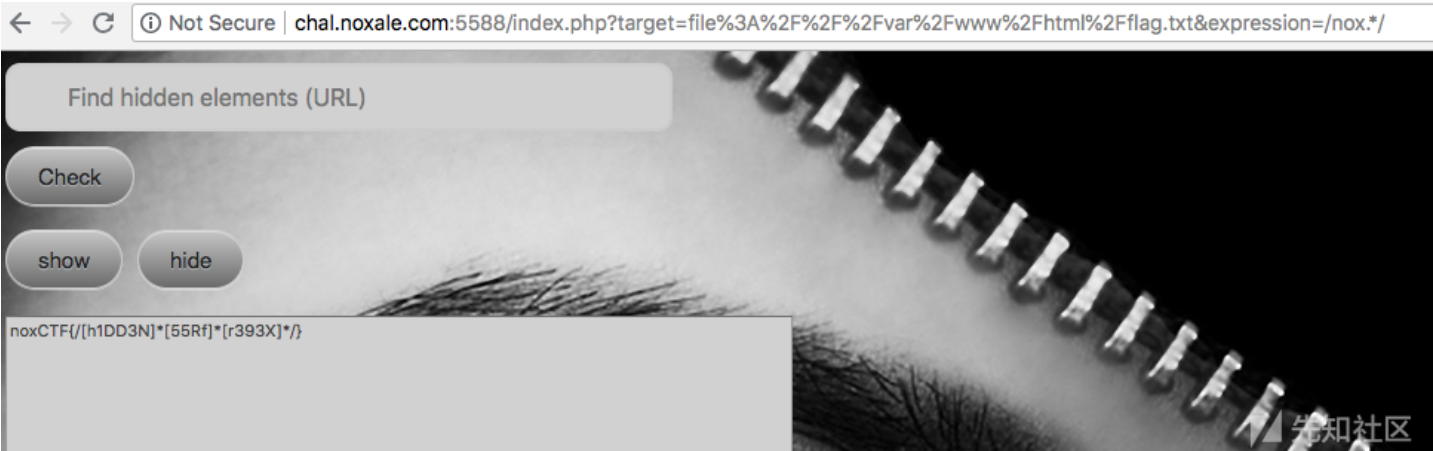 Not Secure | chal.noxale.com:5588/index.php?target=file%3A%2F%2F%2Fvar%2Fwww%2Fhtml%2Fflag.txt&expression=/nox.*/
Find hidden elements (URL)
Check
show hide
noxCTF{/[h1DD3N]*[55Rf]*[r393X]*/}
先知社区